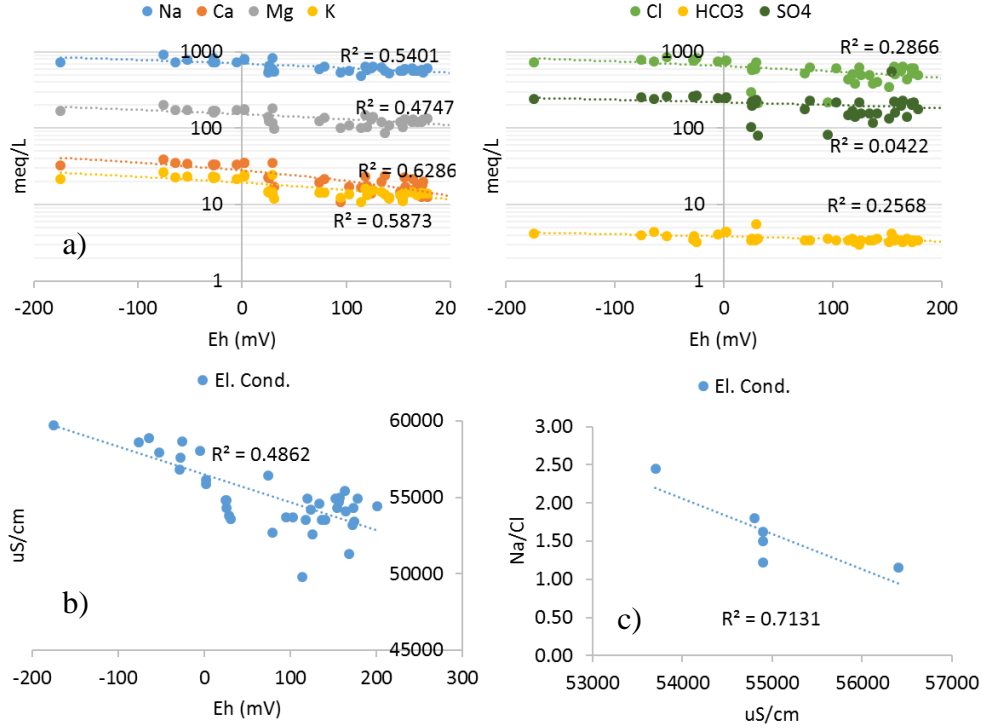 Na Ca Mg K
1000
100
10
1
R² = 0.5401
R² = 0.4747
R² = 0.6286
R² = 0.5873
meq/L
a)
-200 -100 0 100 20
Eh (mV)
Cl HCO3 SO4
1000
100
10
1
R² = 0.2866
R² = 0.0422
R² = 0.2568
meq/L
-200 -100 0 100 200
Eh (mV)
El. Cond.
60000
55000
50000
45000
R² = 0.4862
uS/cm
b)
-200 -100 0 100 200 300
Eh (mV)
El. Cond.
3.00
2.50
2.00
1.50
1.00
0.50
0.00
Na/Cl
R² = 0.7131
c)
53000 54000 55000 56000 57000
uS/cm